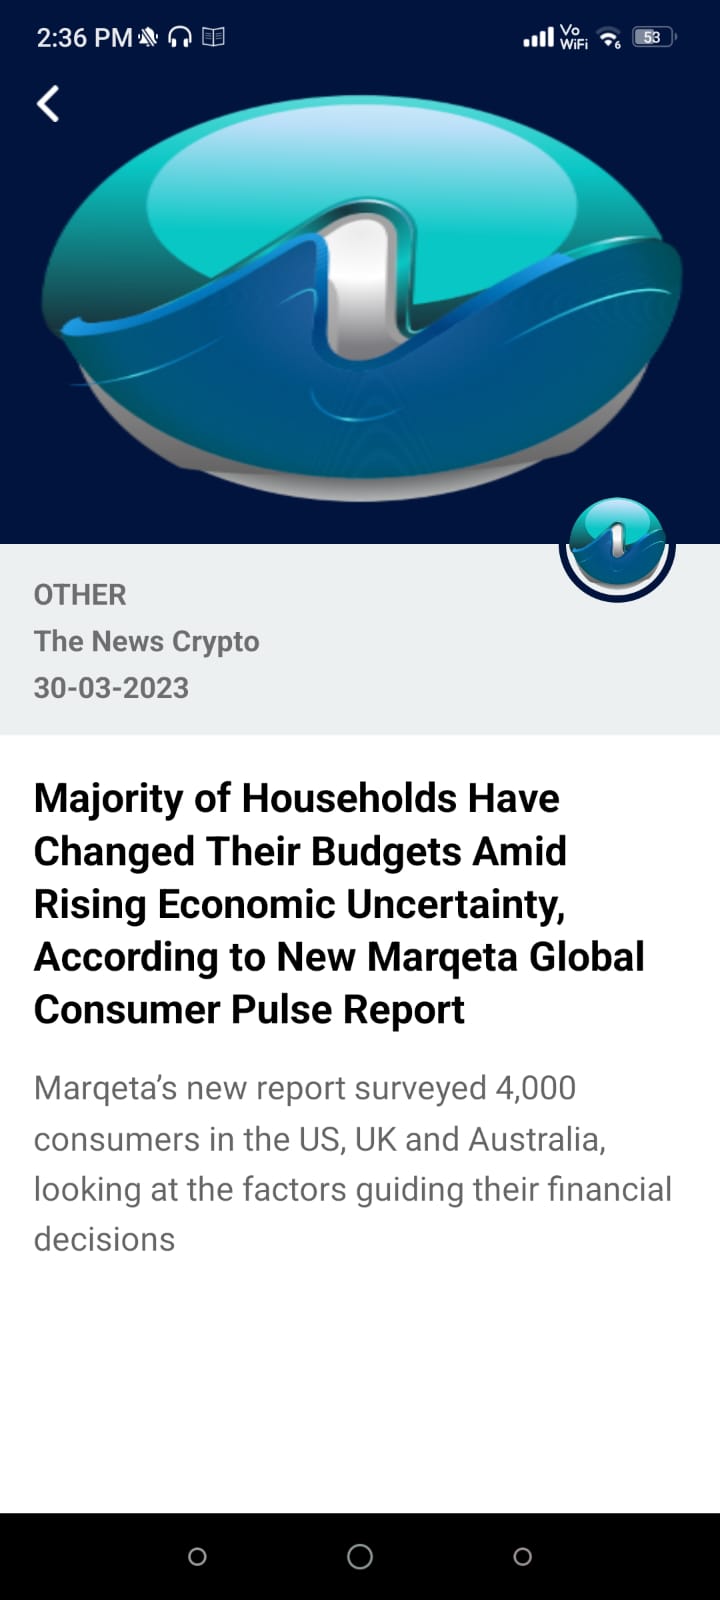 2:36 PM
Vo
WiFi
6
53
OTHER
The News Crypto
30-03-2023
Majority of Households Have
Changed Their Budgets Amid
Rising Economic Uncertainty,
According to New Marqeta Global
Consumer Pulse Report
Marqeta’s new report surveyed 4,000
consumers in the US, UK and Australia,
looking at the factors guiding their financial
decisions